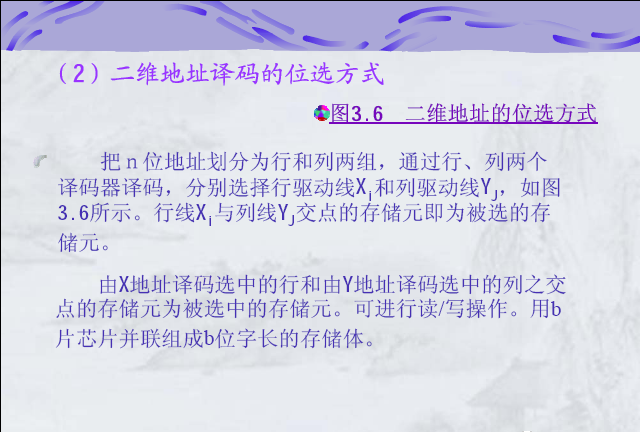 （2）二维地址译码的位选方式
图3.6　二维地址的位选方式
把ｎ位地址划分为行和列两组，通过行、列两个
译码器译码，分别选择行驱动线Xi和列驱动线YJ，如图
3.6所示。行线Xi与列线YJ交点的存储元即为被选的存
储元。
由X地址译码选中的行和由Y地址译码选中的列之交
点的存储元为被选中的存储元。可进行读/写操作。用b
片芯片并联组成b位字长的存储体。